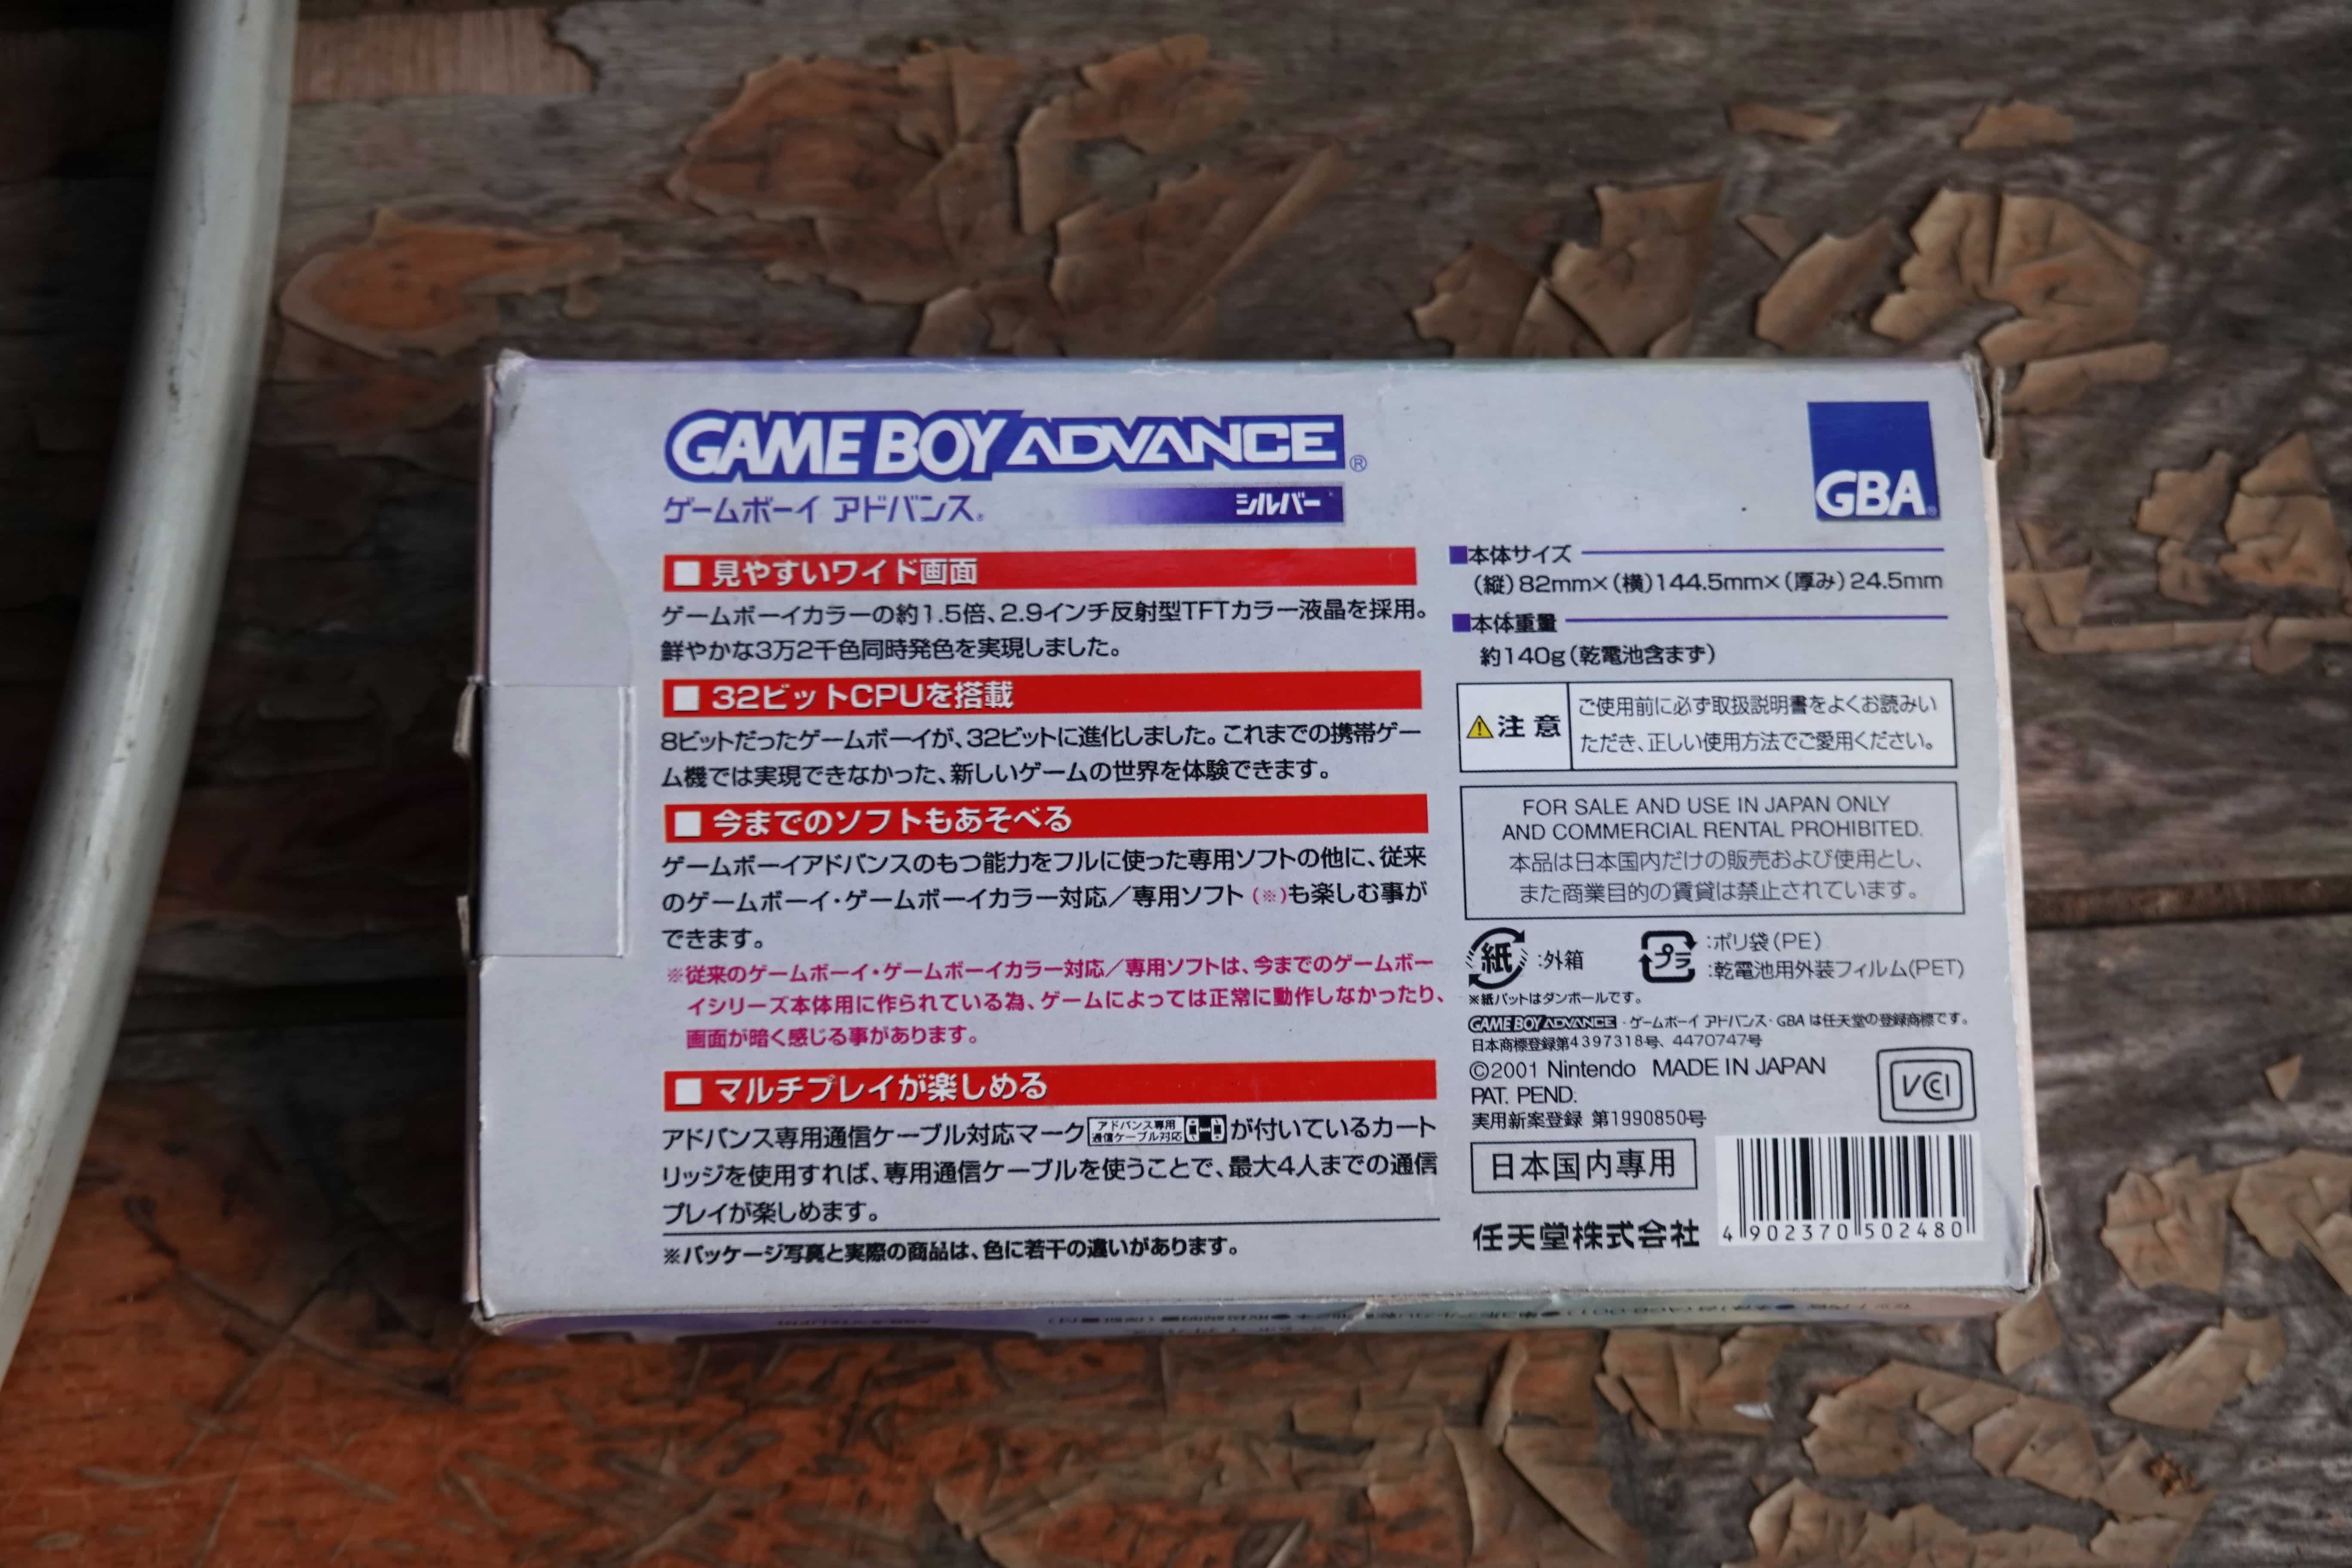 GAME BOY ADVANCE®
ゲームボーイ アドバンス®
シルバー
GBA®
■ 見やすいワイド画面
ゲームボーイカラーの約1.5倍、2.9インチ反射型TFTカラー液晶を採用。
鮮やかな3万2千色同時発色を実現しました。
■ 32ビットCPUを搭載
8ビットだったゲームボーイが、32ビットに進化しました。これまでの携帯ゲー
ム機では実現できなかった、新しいゲームの世界を体験できます。
■ 今までのソフトもあそべる
ゲームボーイアドバンスのもつ能力をフルに使った専用ソフトの他に、従来
のゲームボーイ・ゲームボーイカラー対応／専用ソフト(※)も楽しむ事が
できます。
※従来のゲームボーイ・ゲームボーイカラー対応／専用ソフトは、今までのゲームボー
イシリーズ本体用に作られている為、ゲームによっては正常に動作しなかったり、
画面が暗く感じる事があります。
■ マルチプレイが楽しめる
アドバンス専用通信ケーブル対応マーク アドバンス専用 通信ケーブル対応 が付いているカート
リッジを使用すれば、専用通信ケーブルを使うことで、最大4人までの通信
プレイが楽しめます。
※パッケージ写真と実際の商品は、色に若干の違いがあります。
■本体サイズ
(縦)82mm×(横)144.5mm×(厚み)24.5mm
■本体重量
約140g(乾電池含まず)
注意
ご使用前に必ず取扱説明書をよくお読みい
ただき、正しい使用方法でご愛用ください。
FOR SALE AND USE IN JAPAN ONLY
AND COMMERCIAL RENTAL PROHIBITED.
本品は日本国内だけの販売および使用とし、
また商業目的の賃貸は禁止されています。
紙 :外箱
プラ :ポリ袋(PE)
:乾電池用外装フィルム(PET)
※紙パットはダンボールです。
GAME BOY ADVANCE・ゲームボーイ アドバンス・GBA は任天堂の登録商標です。
日本商標登録第4397318号、4470747号
©2001 Nintendo MADE IN JAPAN
PAT. PEND.
実用新案登録 第1990850号
VCCI
日本国内専用
任天堂株式会社
4 902370 502480